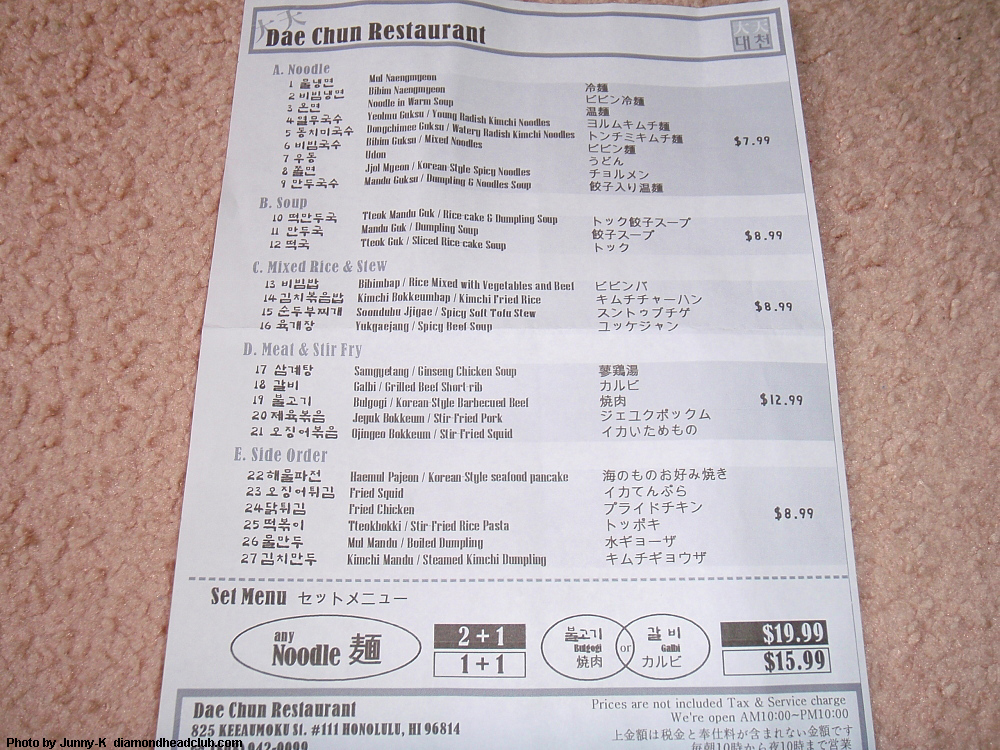 大天 Dae Chun Restaurant 大天 대천
A. Noodle
1 물냉면 Mul Naengmyeon 冷麺
2 비빔냉면 Bibim Naengmyeon ビビン冷麺
3 온면 Noodle in Warm Soup 温麺
4 열무국수 Yeolmu Guksu / Young Radish Kimchi Noodles ヨルムキムチ麺
5 동치미국수 Dongchimee Guksu / Watery Radish Kimchi Noodles トンチミキムチ麺 $7.99
6 비빔국수 Bibim Guksu / Mixed Noodles ビビン麺
7 우동 Udon うどん
8 쫄면 Jjol Myeon / Korean-Style Spicy Noodles チョルメン
9 만두국수 Mandu Guksu / Dumpling & Noodles Soup 餃子入り温麺
B. Soup
10 떡만두국 Tteok Mandu Guk / Rice-cake & Dumpling Soup トック餃子スープ
11 만두국 Mandu Guk / Dumpling Soup 餃子スープ $8.99
12 떡국 Tteok Guk / Sliced Rice-cake Soup トック
C. Mixed Rice & Stew
13 비빔밥 Bibimbap / Rice Mixed with Vegetables and Beef ビビンバ
14 김치볶음밥 Kimchi Bokkeumbap / Kimchi Fried Rice キムチチャーハン
15 순두부찌개 Soondubu Jjigae / Spicy Soft Tofu Stew スントゥブチゲ $8.99
16 육개장 Yukgaejang / Spicy Beef Soup ユッケジャン
D. Meat & Stir Fry
17 삼계탕 Samggetang / Ginseng Chicken Soup 蔘鶏湯
18 갈비 Galbi / Grilled Beef Short-rib カルビ
19 불고기 Bulgogi / Korean-Style Barbecued Beef 焼肉 $12.99
20 제육볶음 Jeyuk Bokkeum / Stir-Fried Pork ジェユクポックム
21 오징어볶음 Ojingeo Bokkeum / Stir-Fried Squid イカいためもの
E. Side Order
22 해물파전 Haemul Pajeon / Korean-Style seafood pancake 海のものお好み焼き
23 오징어튀김 Fried Squid イカてんぷら
24 닭튀김 Fried Chicken プライドチキン $8.99
25 떡볶이 Tteokbokki / Stir-Fried Rice Pasta トッポキ
26 물만두 Mul Mandu / Boiled Dumpling 水ギョーザ
27 김치만두 Kimchi Mandu / Steamed Kimchi Dumpling キムチギョウザ
Set Menu セットメニュー
any Noodle 麺
2 + 1
1 + 1
불고기 Bulgogi 焼肉 or 갈비 Galbi カルビ
$19.99
$15.99
Dae Chun Restaurant
825 KEEAUMOKU St. #111 HONOLULU, HI 96814
942-0099
Prices are not included Tax & Service charge
We're open AM10:00~PM10:00
上金額は税金と奉仕料が含まれない金額です
毎朝10時から夜10時まで営業
Photo by Junny-K diamondheadclub.com